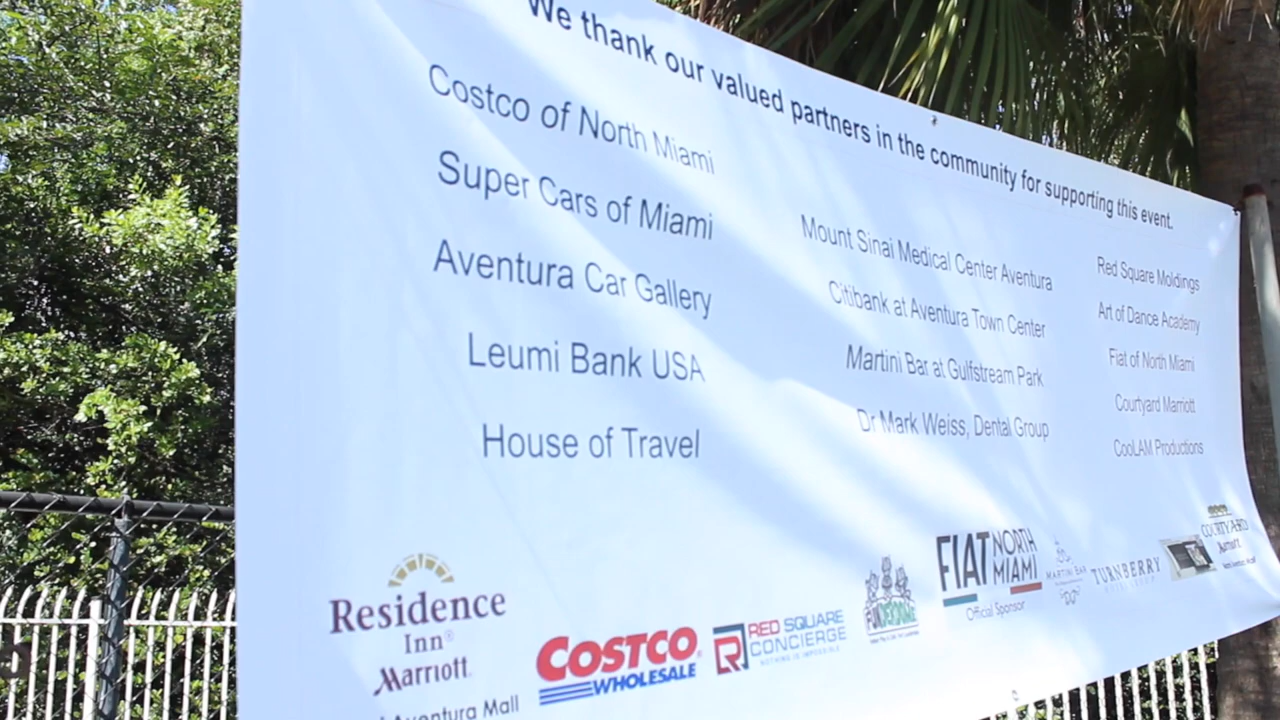 We thank our valued partners in the community for supporting this event.
Costco of North Miami
Super Cars of Miami
Aventura Car Gallery
Leumi Bank USA
House of Travel
Mount Sinai Medical Center Aventura
Citibank at Aventura Town Center
Martini Bar at Gulfstream Park
Dr Mark Weiss, Dental Group
Red Square Moldings
Art of Dance Academy
Fiat of North Miami
Courtyard Marriott
CooLAM Productions
Residence
Inn®
Marriott
Aventura Mall
COSTCO
WHOLESALE
RED SQUARE
CONCIERGE
NOTHING IS IMPOSSIBLE
FUNDERDOME
FIAT NORTH
MIAMI
Official Sponsor
MARTINI BAR
TURNBERRY
COURTYARD
Marriott